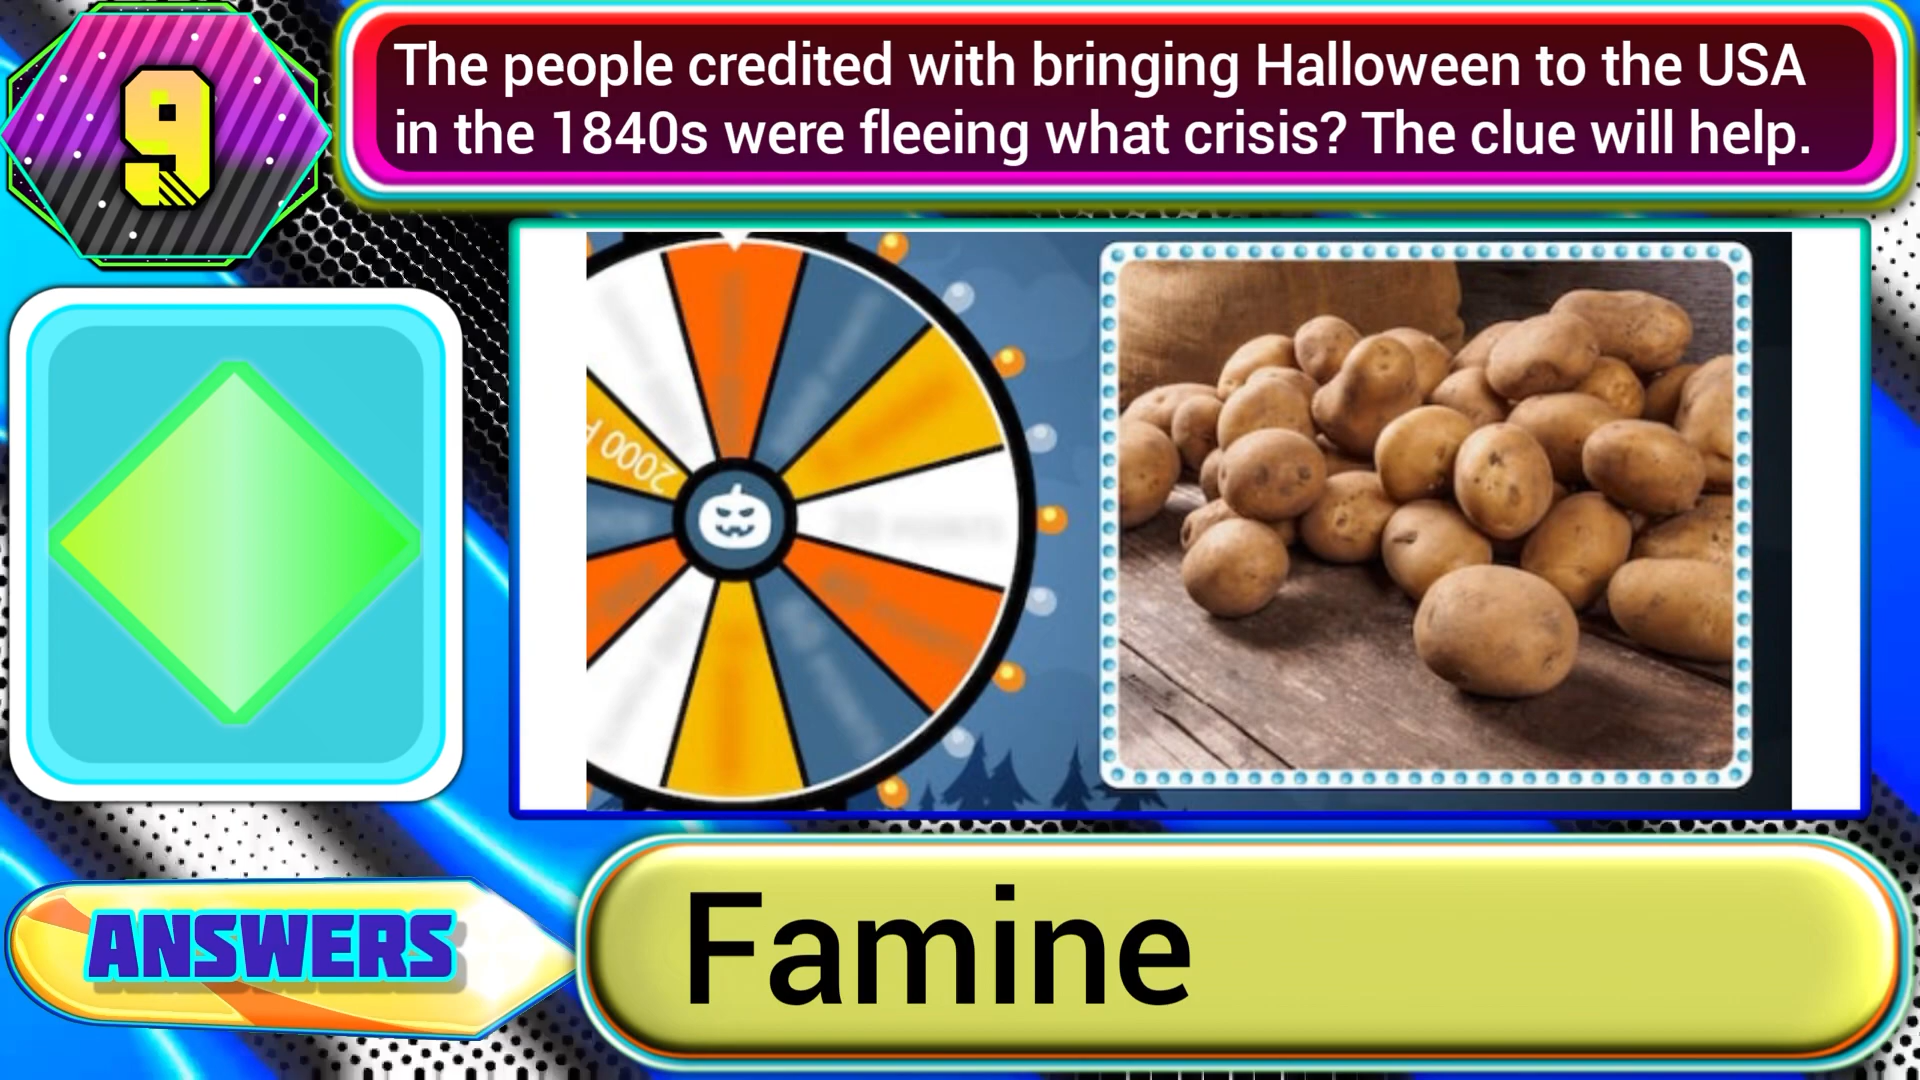 9
The people credited with bringing Halloween to the USA
in the 1840s were fleeing what crisis? The clue will help.
2000 P
ANSWERS
Famine